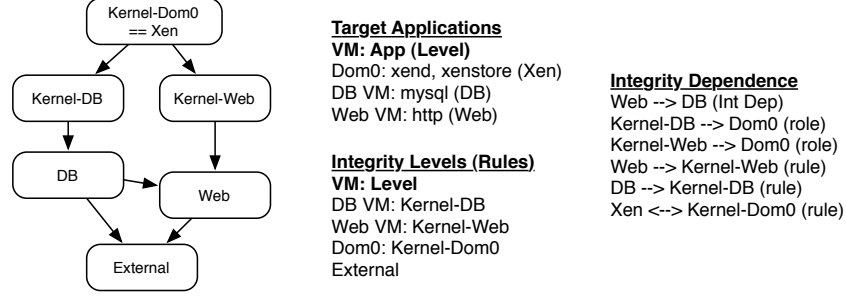 Kernel-Dom0
== Xen
Kernel-DB
Kernel-Web
DB
Web
External
Target Applications
VM: App (Level)
Dom0: xend, xenstore (Xen)
DB VM: mysql (DB)
Web VM: http (Web)
Integrity Levels (Rules)
VM: Level
DB VM: Kernel-DB
Web VM: Kernel-Web
Dom0: Kernel-Dom0
External
Integrity Dependence
Web --> DB (Int Dep)
Kernel-DB --> Dom0 (role)
Kernel-Web --> Dom0 (role)
Web --> Kernel-Web (rule)
DB --> Kernel-DB (rule)
Xen <--> Kernel-Dom0 (rule)